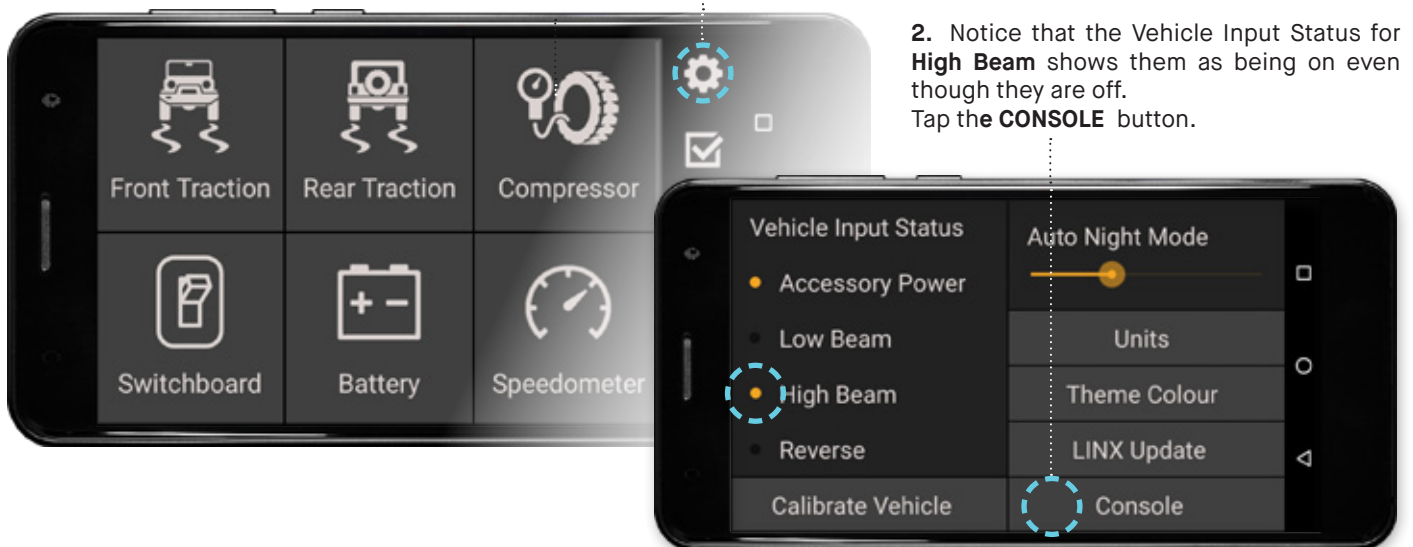 2. Notice that the Vehicle Input Status for
High Beam shows them as being on even
though they are off.
Tap the CONSOLE button.
Front Traction
Rear Traction
Compressor
Switchboard
Battery
Speedometer
Vehicle Input Status
Accessory Power
Low Beam
High Beam
Reverse
Calibrate Vehicle
Auto Night Mode
Units
Theme Colour
LINX Update
Console